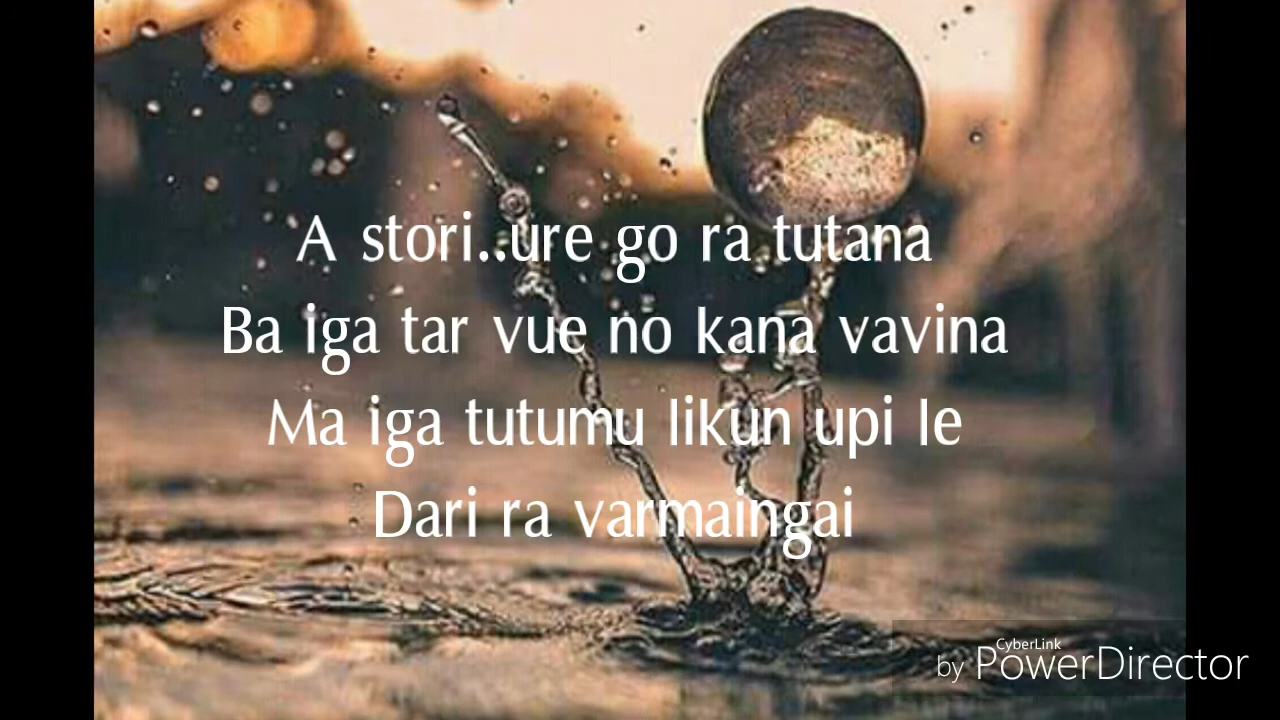 A stori..ure go ra tutana
Ba iga tar vue no kana vavina
Ma iga tutumu likun upi le
Dari ra varmaingai
by CyberLink PowerDirector